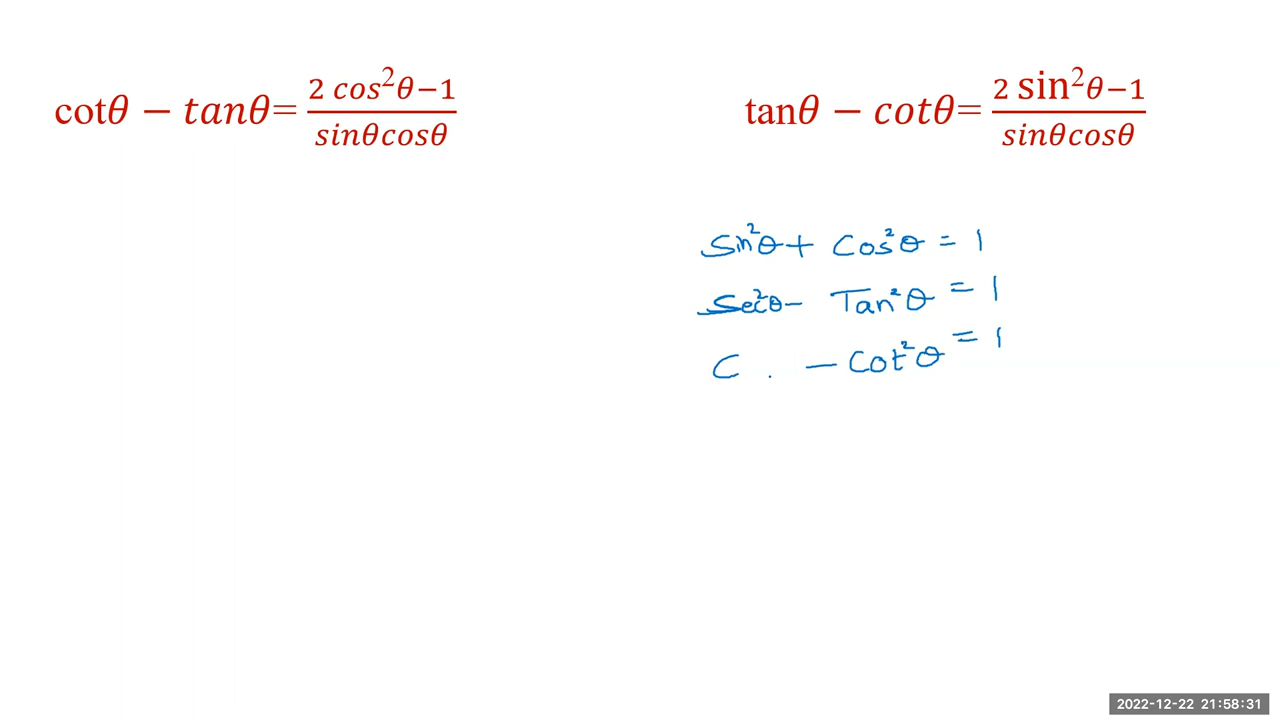 cotθ − tanθ= (2 cos²θ−1)/(sinθcosθ)
tanθ − cotθ= (2 sin²θ−1)/(sinθcosθ)
Sin²θ + Cos²θ = 1
Sec²θ − Tan²θ = 1
C . − Cot²θ = 1
2022-12-22 21:58:31